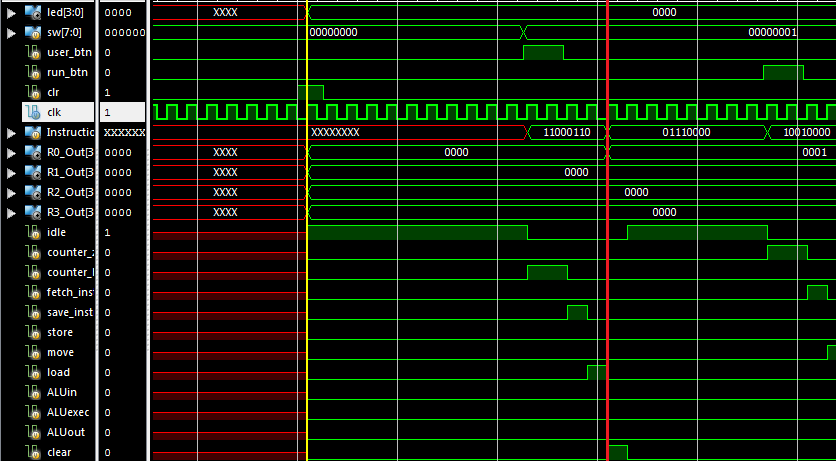 led[3:0] 0000 XXXX 0000
sw[7:0] 000000 00000000 00000001
user_btn 0
run_btn 0
clr 1
clk 1
Instructic XXXXXX XXXXXXXX 11000110 01110000 10010000
R0_Out[3 0000 XXXX 0000 0001
R1_Out[3 0000 XXXX 0000
R2_Out[3 0000 XXXX 0000
R3_Out[3 0000 XXXX 0000
idle 1
counter_z 0
counter_l 0
fetch_ins 0
save_inst 0
store 0
move 0
load 0
ALUin 0
ALUexec 0
ALUout 0
clear 0